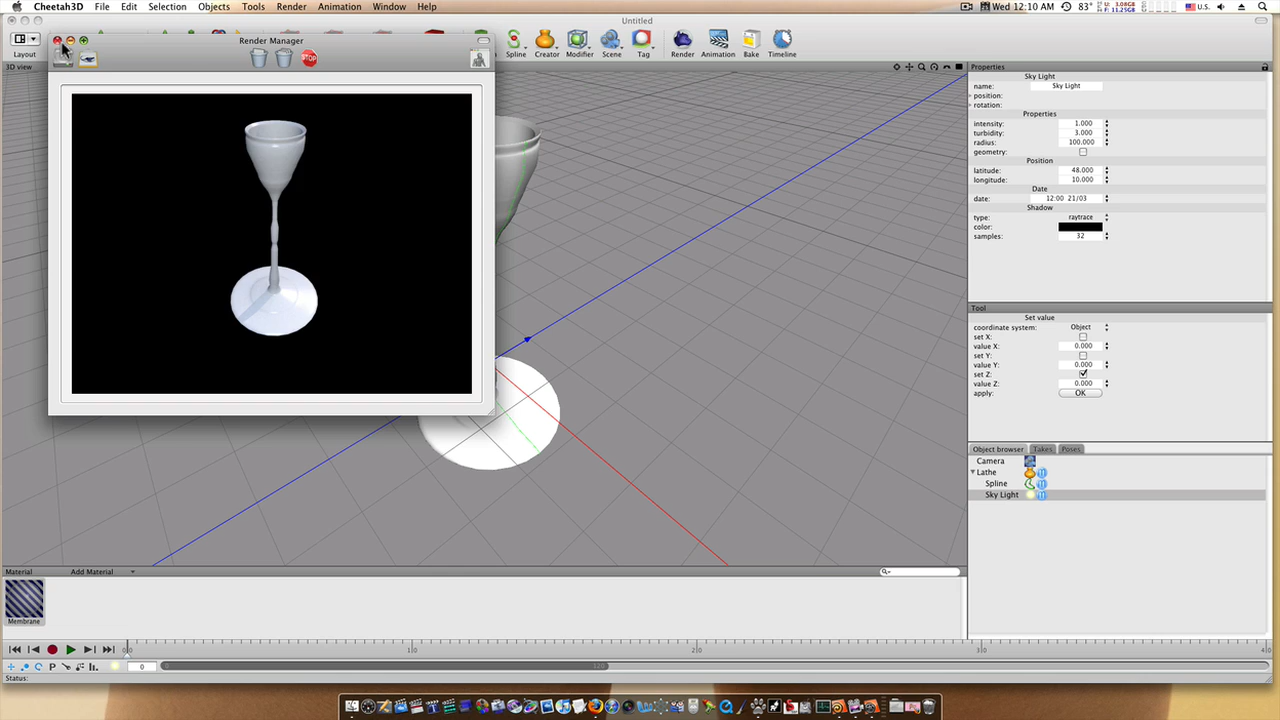 Cheetah3D File Edit Selection Objects Tools Render Animation Window Help
Wed 12:10 AM 83° U: 3.08GB F: 11.25GB U.S.
Untitled
Render Manager
Layout
Spline Creator Modifier Scene Tag Render Animation Bake Timeline
3D view
Properties
Sky Light
name: Sky Light
position:
rotation:
Properties
intensity: 1.000
turbidity: 3.000
radius: 100.000
geometry:
Position
latitude: 48.000
longitude: 10.000
Date
date: 12:00 21/03
Shadow
type: raytrace
color:
samples: 32
STOP
Tool
Set value
coordinate system: Object
set X:
value X: 0.000
set Y:
value Y: 0.000
set Z:
value Z: 0.000
apply: OK
Object browser Takes Poses
Camera
Lathe
Spline
Sky Light
Material Add Material
Membrane
0 120
Status: